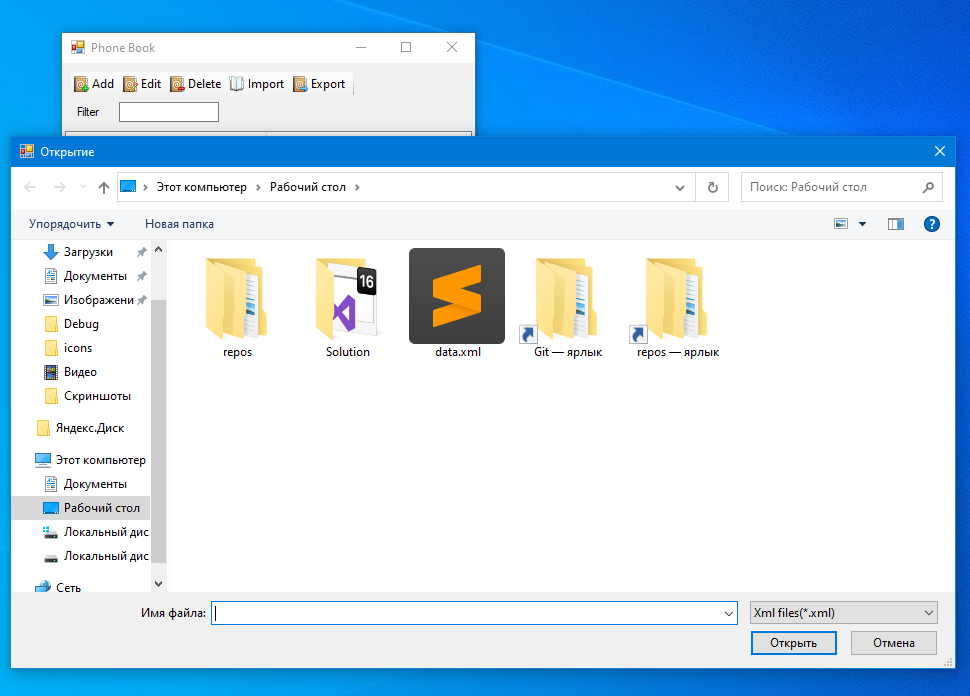 Phone Book
Add Edit Delete Import Export
Filter
Открытие
Этот компьютер Рабочий стол
Поиск: Рабочий стол
Упорядочить Новая папка
Загрузки
Документы
Изображени
Debug
icons
Видео
Скриншоты
Яндекс.Диск
Этот компьютер
Документы
Рабочий стол
Локальный дис
Локальный дис
Сеть
16
repos Solution data.xml Git — ярлык repos — ярлык
Имя файла: Xml files(*.xml)
Открыть Отмена